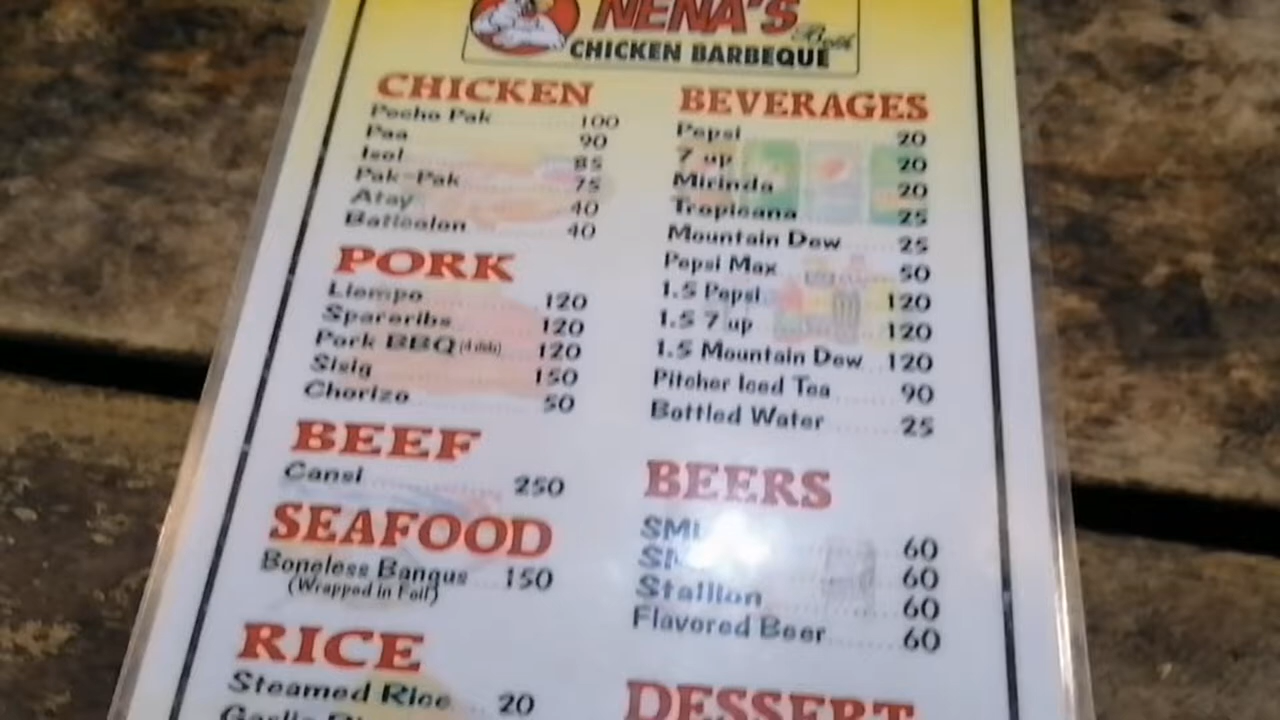 NENA'S
CHICKEN BARBEQUE
CHICKEN
Pecho Pak 100
Paa 90
Isol 85
Pak-Pak 75
Atay 40
Baticolon 40
PORK
Liempo 120
Spareribs 120
Pork BBQ 120
Sisig 150
Chorizo 50
BEEF
Cansi 250
SEAFOOD
Boneless Bangus 150
(Wrapped in Foil)
RICE
Steamed Rice 20
BEVERAGES
Pepsi 20
7 up 20
Mirinda 20
Tropicana 25
Mountain Dew 25
Pepsi Max 50
1.5 Pepsi 120
1.5 7 up 120
1.5 Mountain Dew 120
Pitcher Iced Tea 90
Bottled Water 25
BEERS
60
60
Stallion 60
Flavored Beer 60
DESSERT